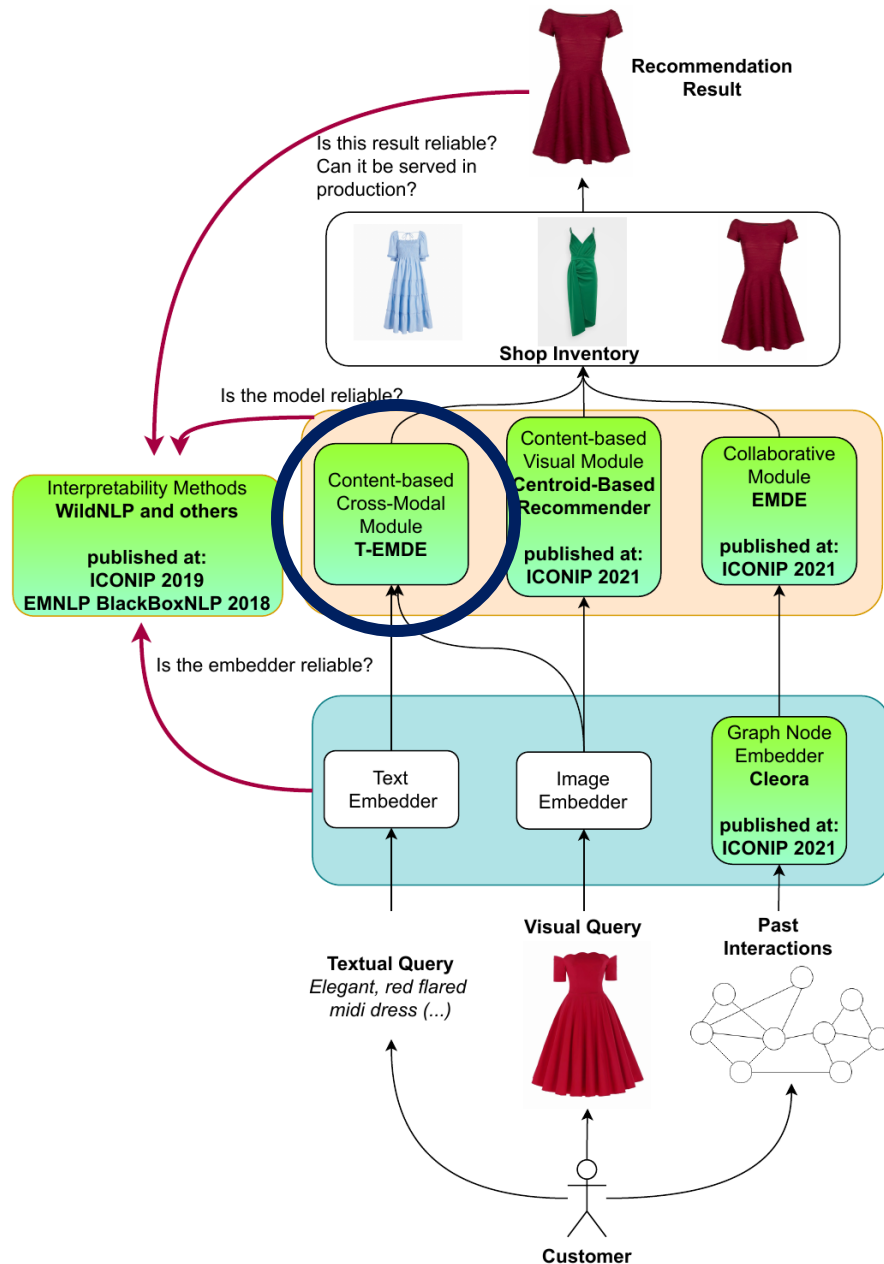 Recommendation
Result
Is this result reliable?
Can it be served in
production?
Shop Inventory
Is the model reliable?
Interpretability Methods
WildNLP and others
published at:
ICONIP 2019
EMNLP BlackBoxNLP 2018
Content-based
Cross-Modal
Module
T-EMDE
Content-based
Visual Module
Centroid-Based
Recommender
published at:
ICONIP 2021
Collaborative
Module
EMDE
published at:
ICONIP 2021
Is the embedder reliable?
Text
Embedder
Image
Embedder
Graph Node
Embedder
Cleora
published at:
ICONIP 2021
Textual Query
Elegant, red flared
midi dress (...)
Visual Query
Past
Interactions
Customer